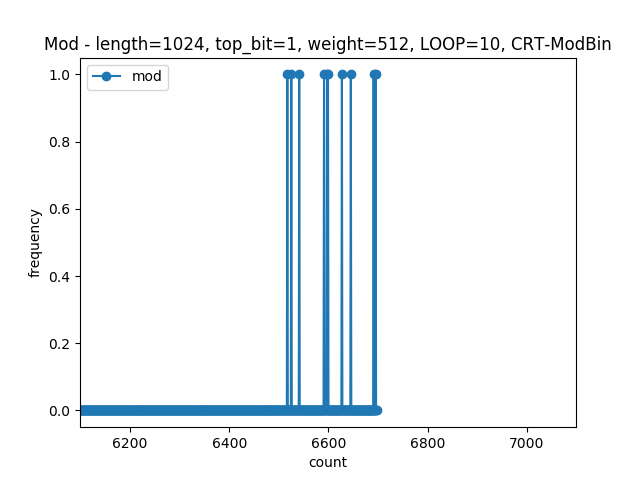 Mod - length=1024, top_bit=1, weight=512, LOOP=10, CRT-ModBin
mod
frequency
1.0
0.8
0.6
0.4
0.2
0.0
6200 6400 6600 6800 7000
count